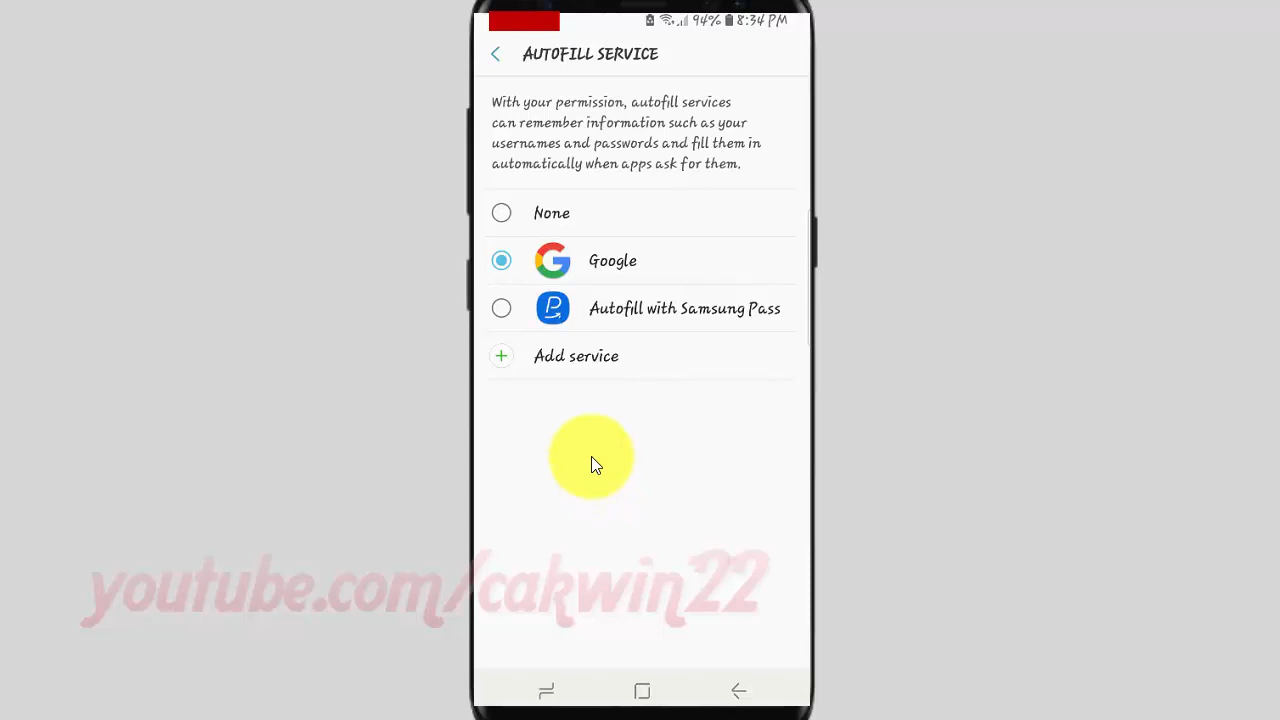 94% 8:34 PM
AUTOFILL SERVICE
With your permission, autofill services
can remember information such as your
usernames and passwords and fill them in
automatically when apps ask for them.
None
Google
Autofill with Samsung Pass
Add service
youtube.com/cakwin22